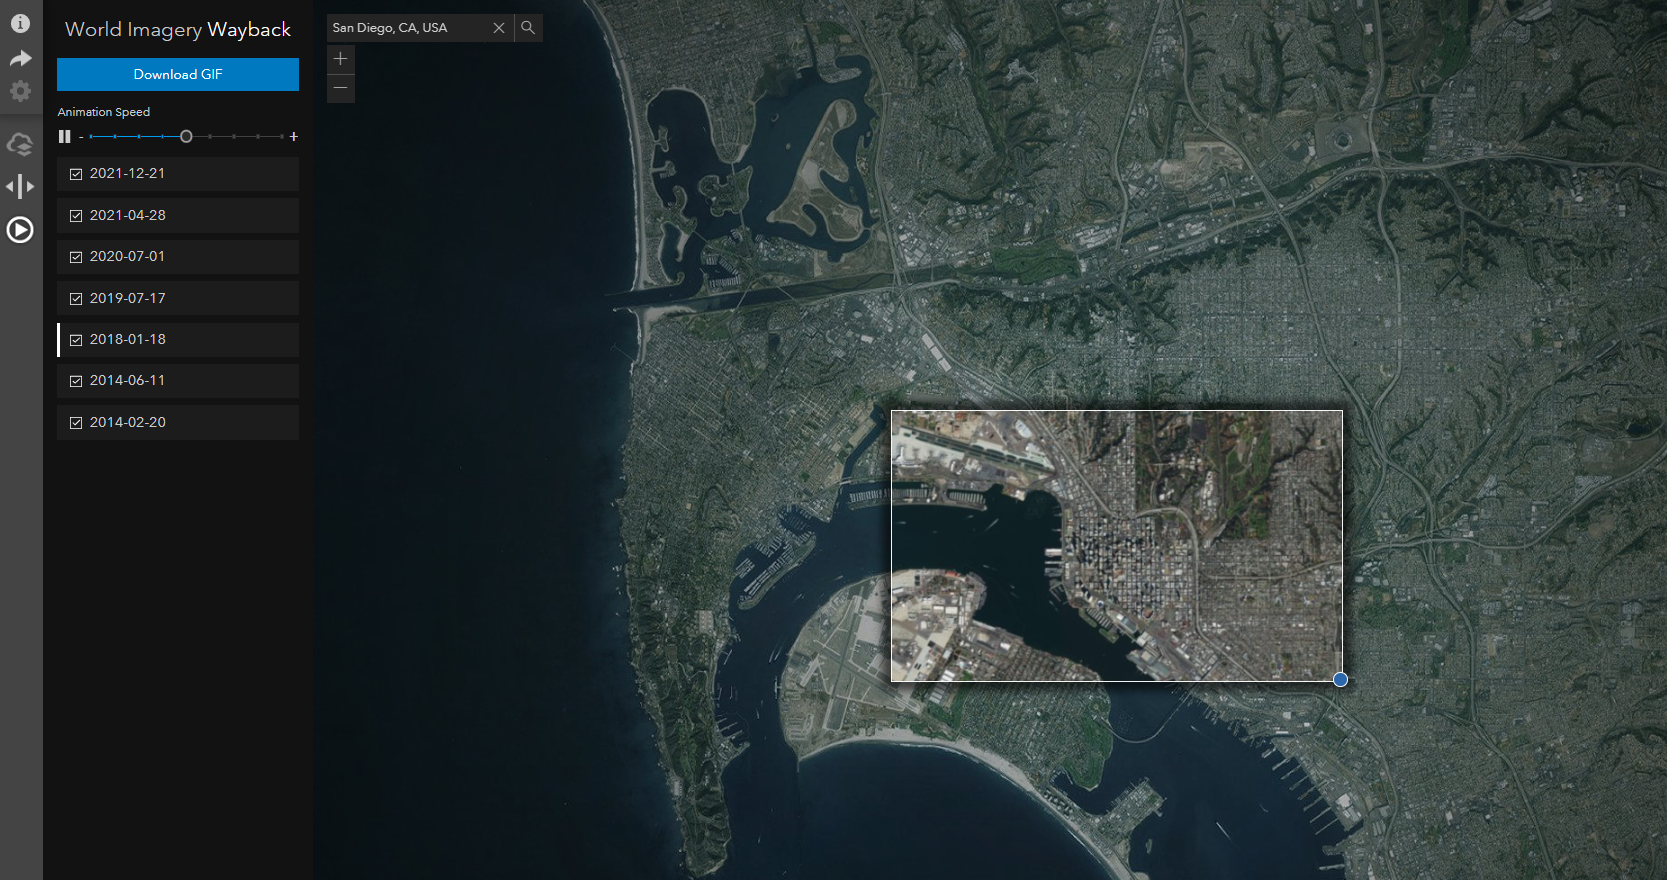 World Imagery Wayback
Download GIF
Animation Speed
- +
2021-12-21
2021-04-28
2020-07-01
2019-07-17
2018-01-18
2014-06-11
2014-02-20
San Diego, CA, USA